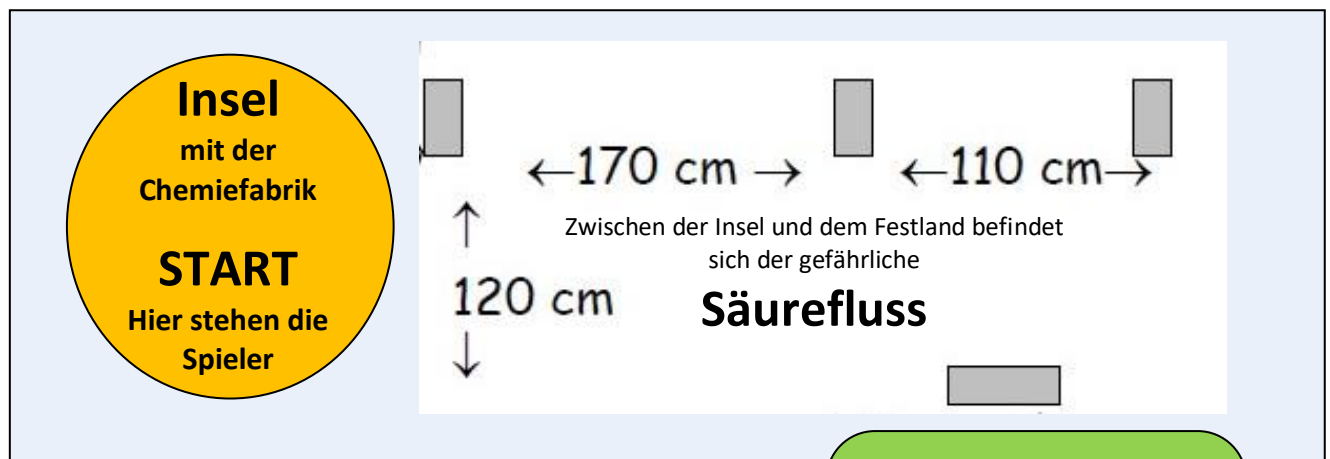 Insel
mit der
Chemiefabrik
START
Hier stehen die
Spieler
←170 cm →
←110 cm→
↑
120 cm
↓
Zwischen der Insel und dem Festland befindet
sich der gefährliche
Säurefluss